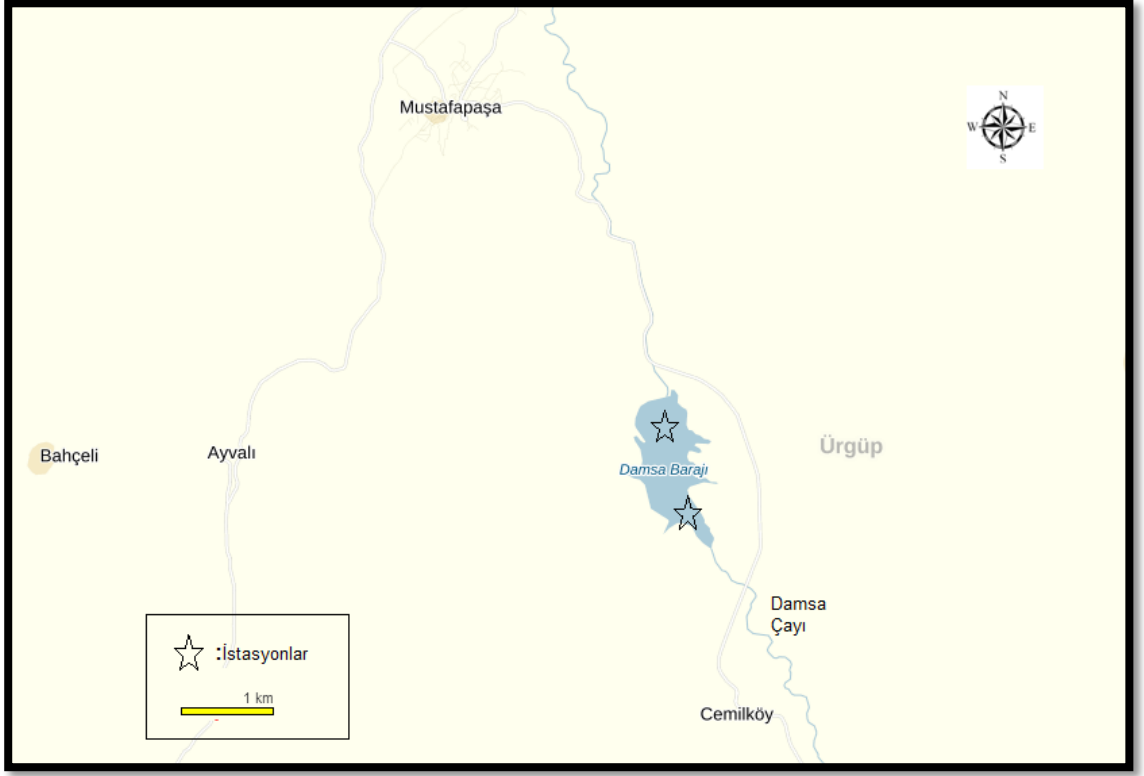 Mustafapaşa
N
W
E
S
Bahçeli
Ayvalı
Ürgüp
Damsa Barajı
Damsa
Çayı
:İstasyonlar
1 km
Cemilköy